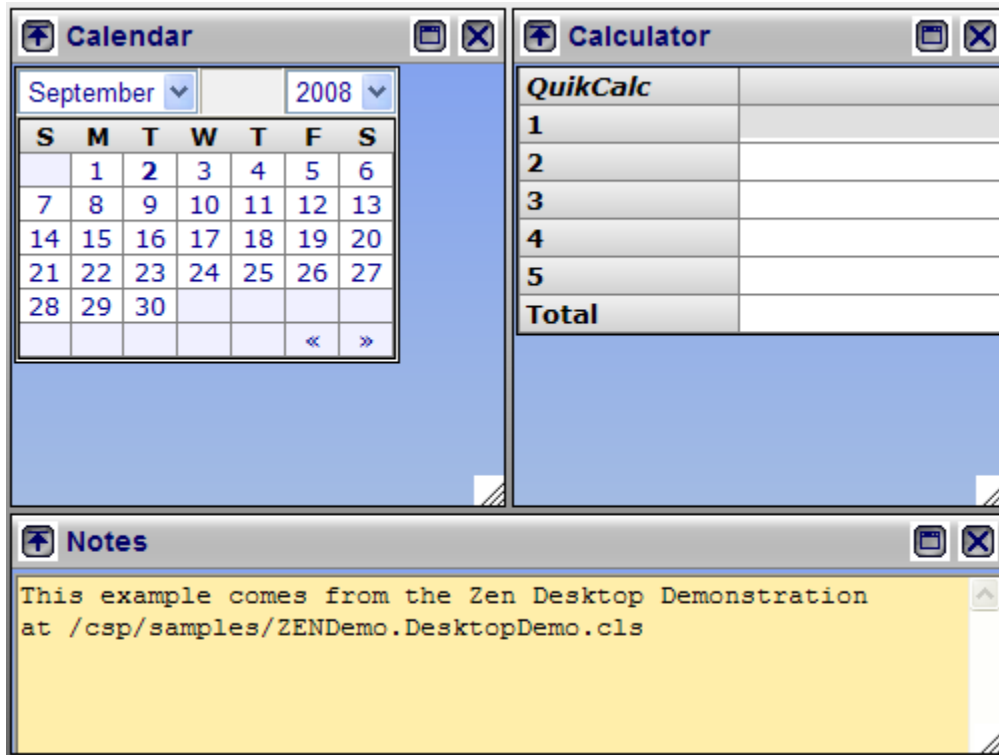 Calendar
September 2008
S M T W T F S
1 2 3 4 5 6
7 8 9 10 11 12 13
14 15 16 17 18 19 20
21 22 23 24 25 26 27
28 29 30
« »
Calculator
QuikCalc
1
2
3
4
5
Total
Notes
This example comes from the Zen Desktop Demonstration
at /csp/samples/ZENDemo.DesktopDemo.cls